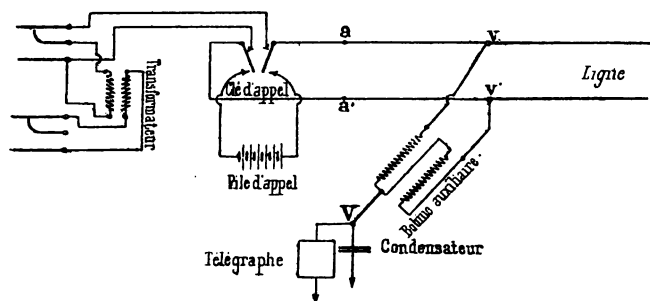 a
v
Ligne
Transformateur
Clé d'appel
a'
v'
Pile d'appel
Bobine auxiliaire
V
Condensateur
Télégraphe